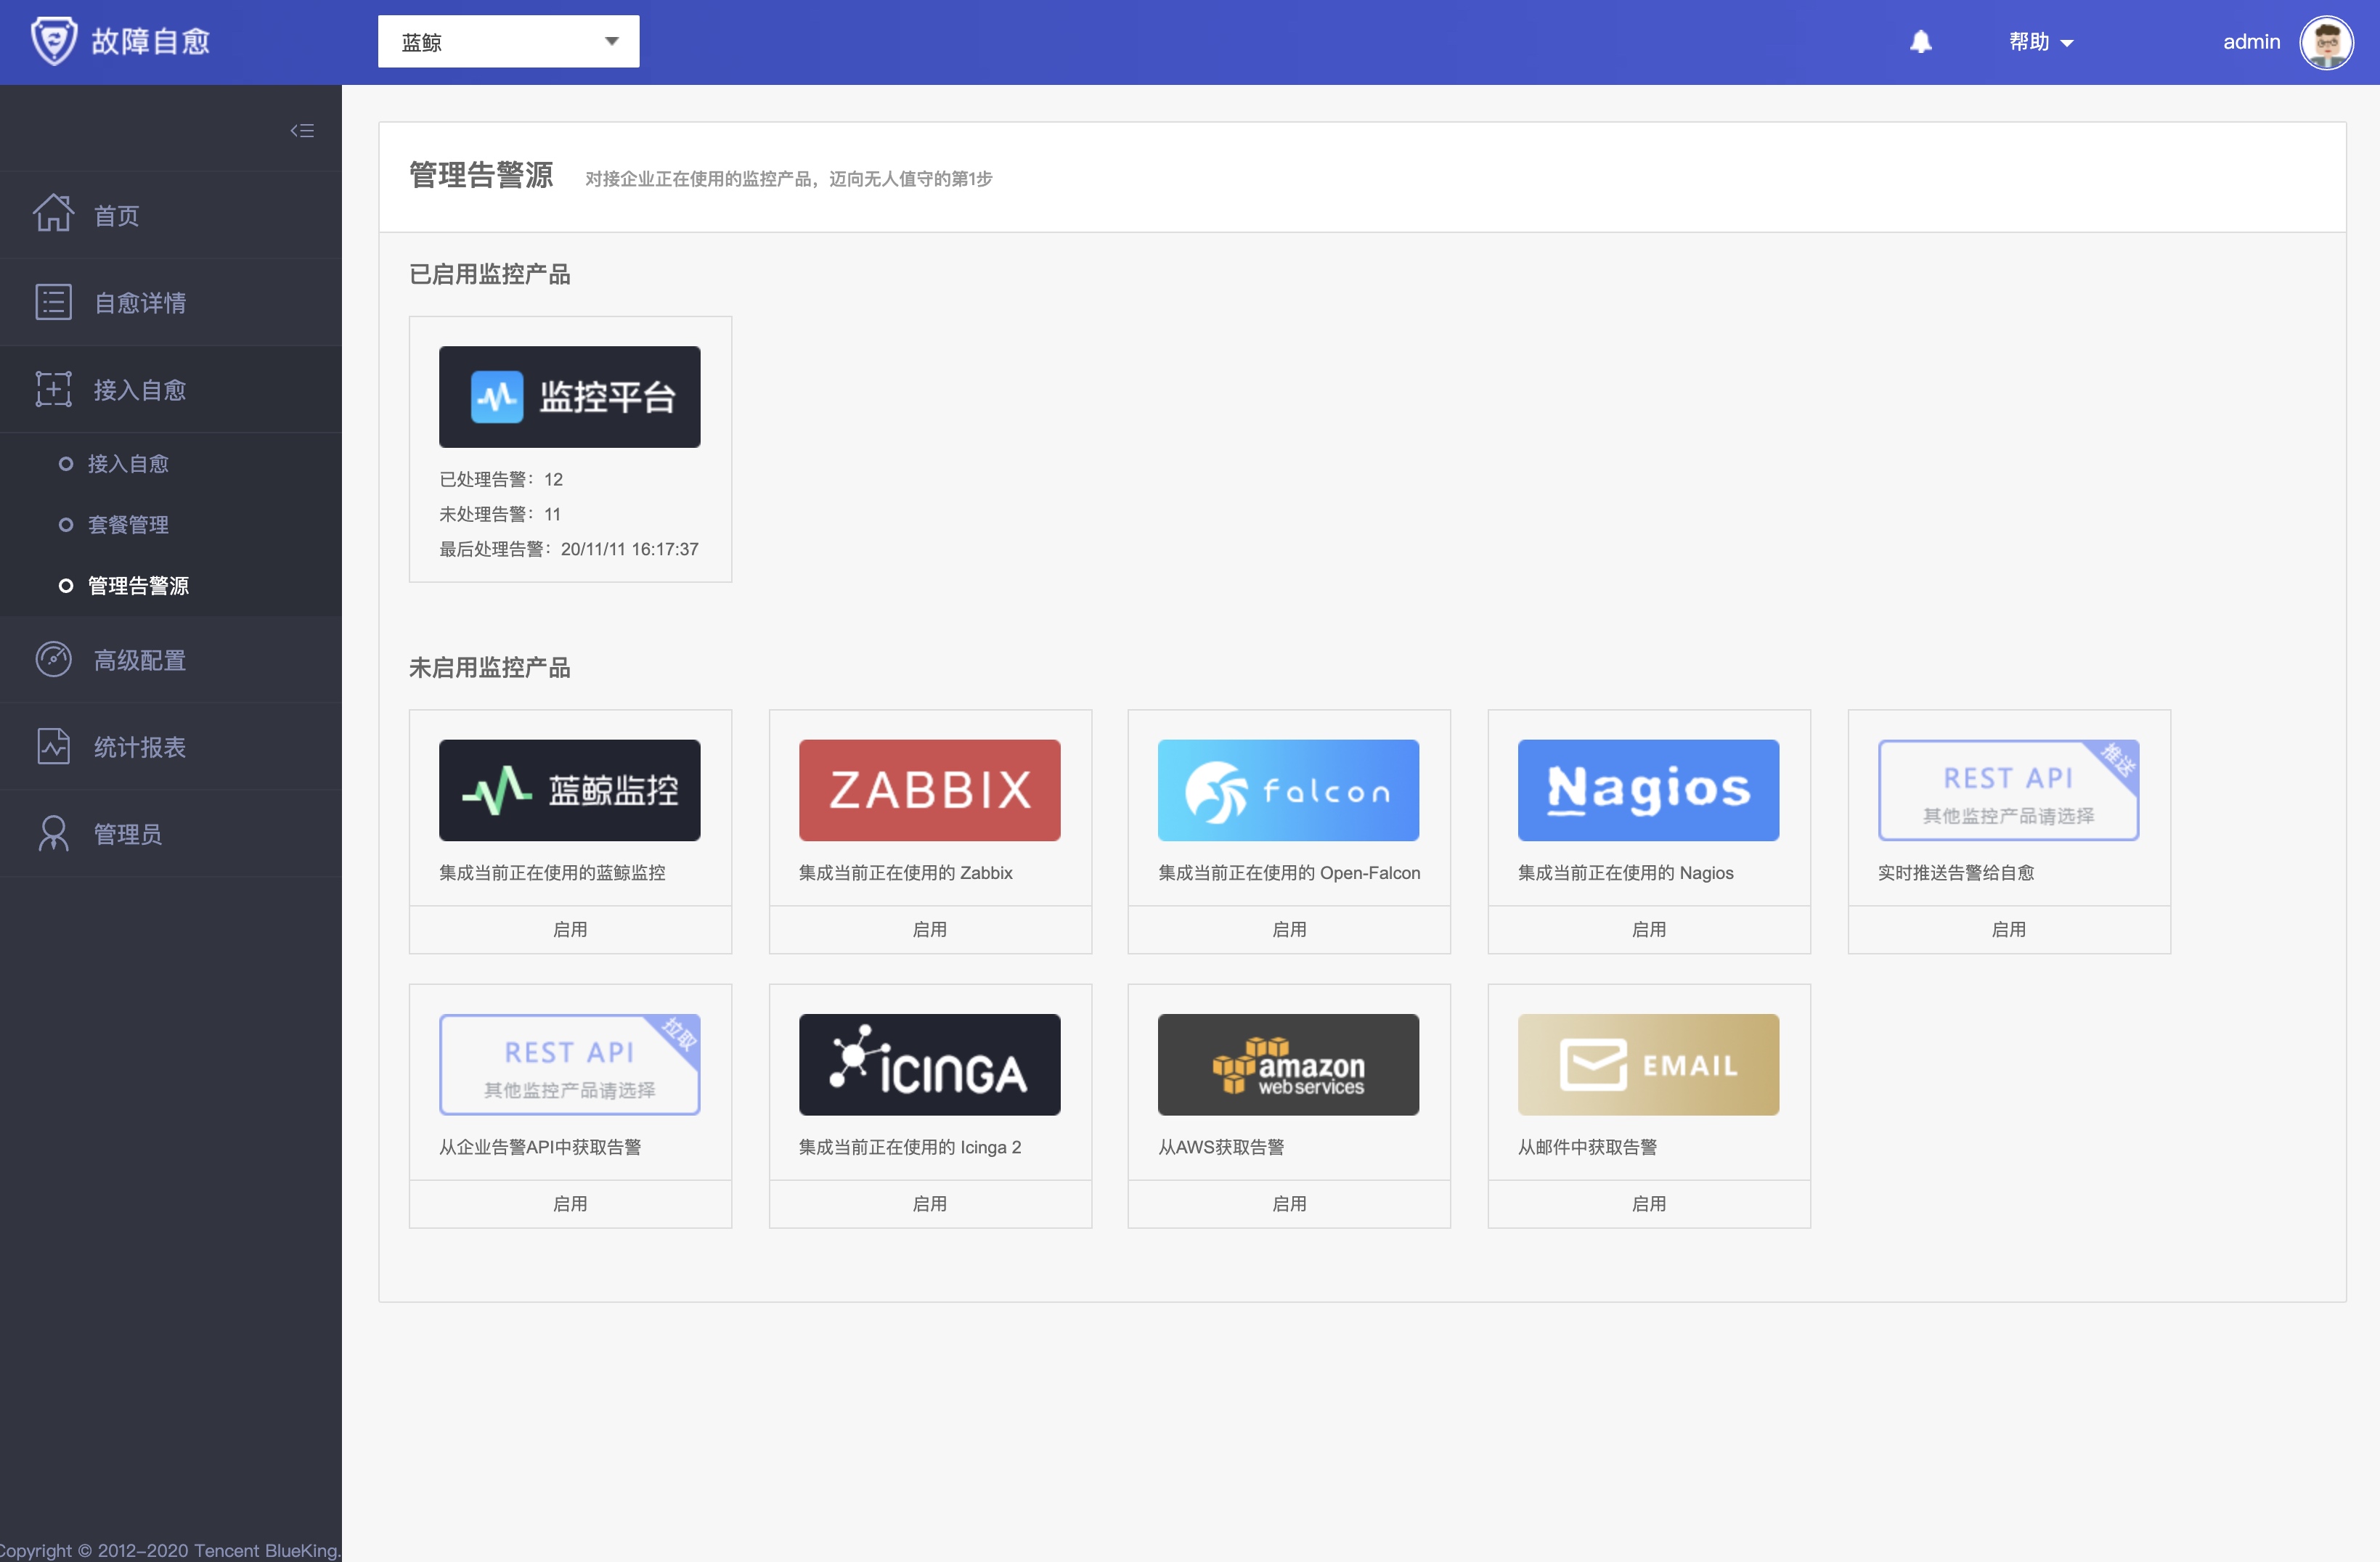 故障自愈
蓝鲸
帮助
admin
首页
自愈详情
接入自愈
接入自愈
套餐管理
管理告警源
高级配置
统计报表
管理员
Copyright © 2012-2020 Tencent BlueKing.
管理告警源 对接企业正在使用的监控产品，迈向无人值守的第1步
已启用监控产品
监控平台
已处理告警：12
未处理告警：11
最后处理告警：20/11/11 16:17:37
未启用监控产品
蓝鲸监控
集成当前正在使用的蓝鲸监控
启用
ZABBIX
集成当前正在使用的 Zabbix
启用
falcon
集成当前正在使用的 Open-Falcon
启用
Nagios
集成当前正在使用的 Nagios
启用
推送
REST API
其他监控产品请选择
实时推送告警给自愈
启用
拉取
REST API
其他监控产品请选择
从企业告警API中获取告警
启用
ICINGA
集成当前正在使用的 Icinga 2
启用
amazon
webservices
从AWS获取告警
启用
EMAIL
从邮件中获取告警
启用